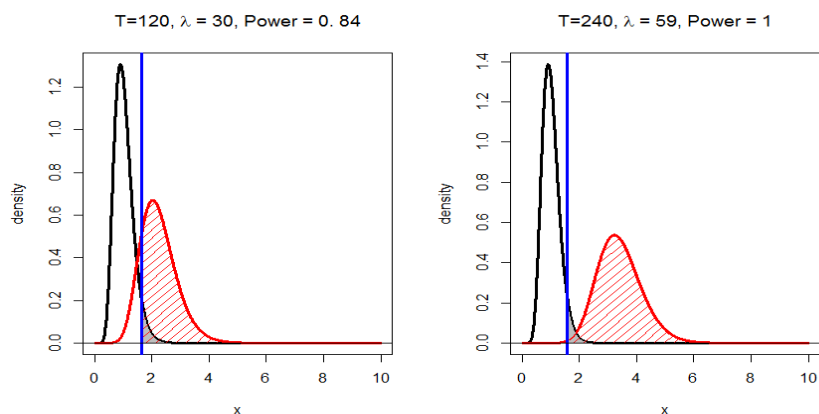 T=120, λ = 30, Power = 0. 84
density
0.0 0.2 0.4 0.6 0.8 1.0 1.2
0 2 4 6 8 10
x
T=240, λ = 59, Power = 1
density
0.0 0.2 0.4 0.6 0.8 1.0 1.2 1.4
0 2 4 6 8 10
x